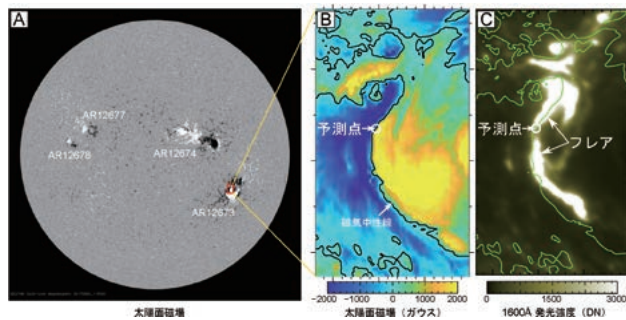 A
AR12677
AR12678
AR12674
AR12673
太陽面磁場
B
予測点
磁気中性線
−2000 −1000 0 1000 2000
太陽面磁場(ガウス)
C
予測点
フレア
0 1000 3000
1600Å 発光強度(DN)